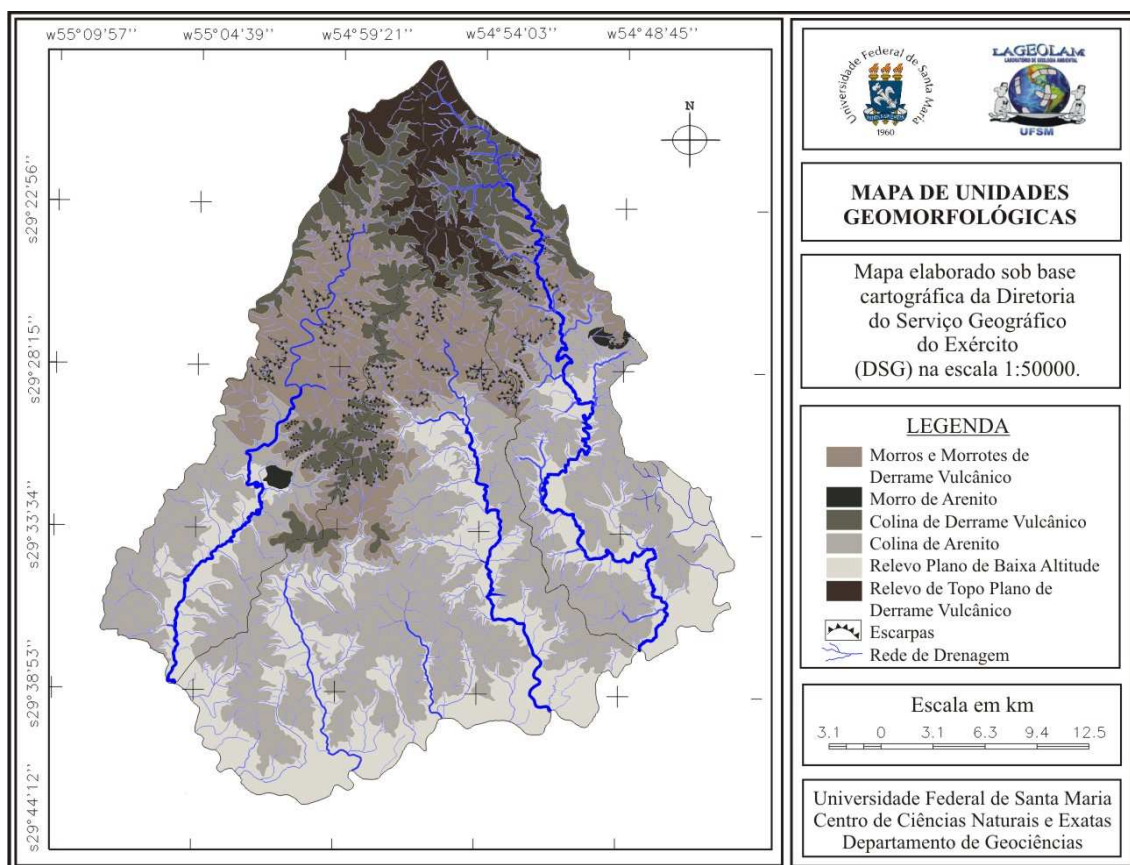 w55°09'57''
w55°04'39''
w54°59'21''
w54°54'03''
w54°48'45''
s29°22'56''
s29°28'15''
s29°33'34''
s29°38'53''
s29°44'12''
N
Universidade Federal de Santa Maria
1960
LAGEOLAM
LABORATÓRIO DE GEOLOGIA AMBIENTAL
UFSM
MAPA DE UNIDADES
GEOMORFOLÓGICAS
Mapa elaborado sob base
cartográfica da Diretoria
do Serviço Geográfico
do Exército
(DSG) na escala 1:50000.
LEGENDA
Morros e Morrotes de
Derrame Vulcânico
Morro de Arenito
Colina de Derrame Vulcânico
Colina de Arenito
Relevo Plano de Baixa Altitude
Relevo de Topo Plano de
Derrame Vulcânico
Escarpas
Rede de Drenagem
Escala em km
3.1 0 3.1 6.3 9.4 12.5
Universidade Federal de Santa Maria
Centro de Ciências Naturais e Exatas
Departamento de Geociências